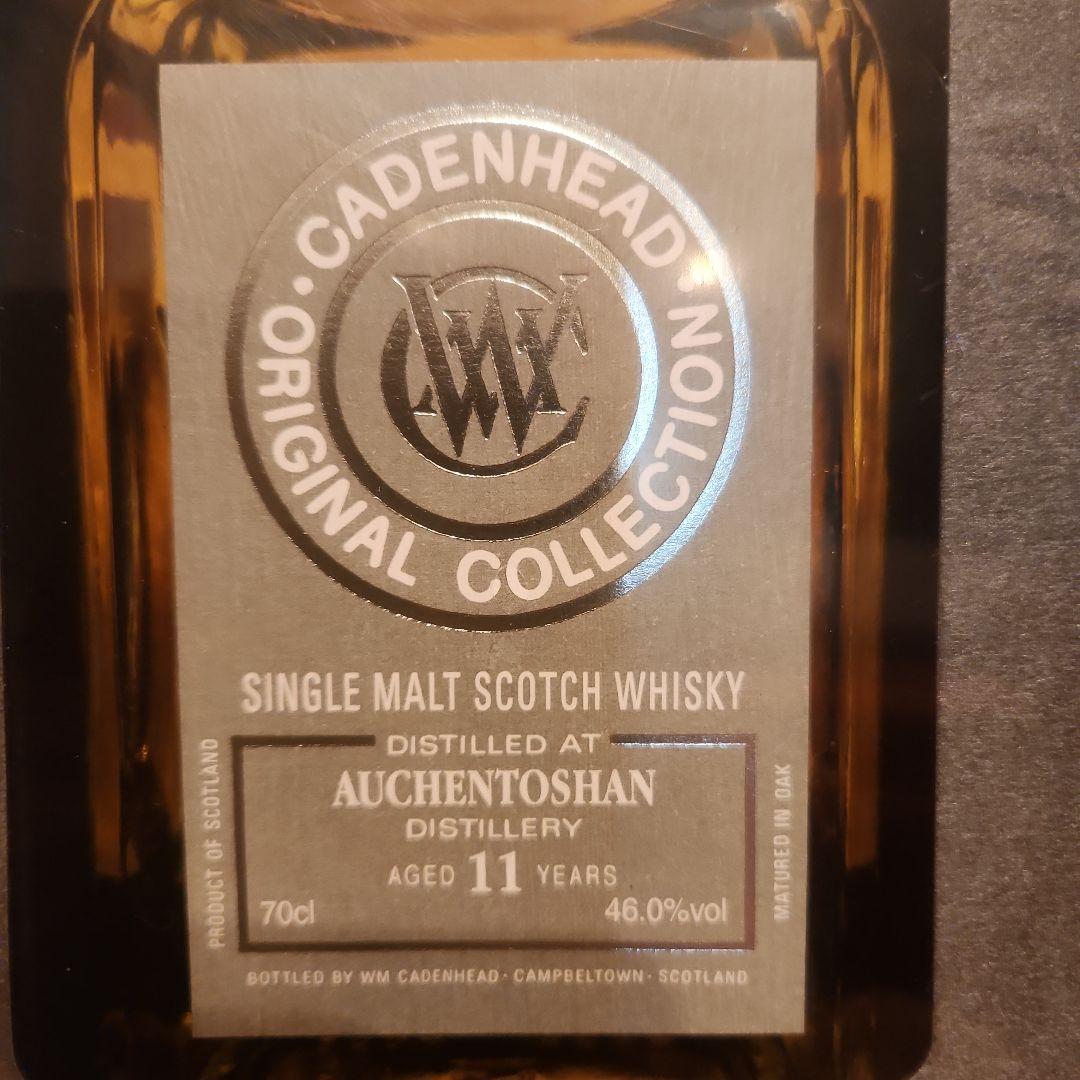 · CADENHEAD ·
ORIGINAL COLLECTION
WC
SINGLE MALT SCOTCH WHISKY
DISTILLED AT
AUCHENTOSHAN
DISTILLERY
AGED 11 YEARS
70cl 46.0%vol
PRODUCT OF SCOTLAND
MATURED IN OAK
BOTTLED BY WM CADENHEAD · CAMPBELTOWN · SCOTLAND